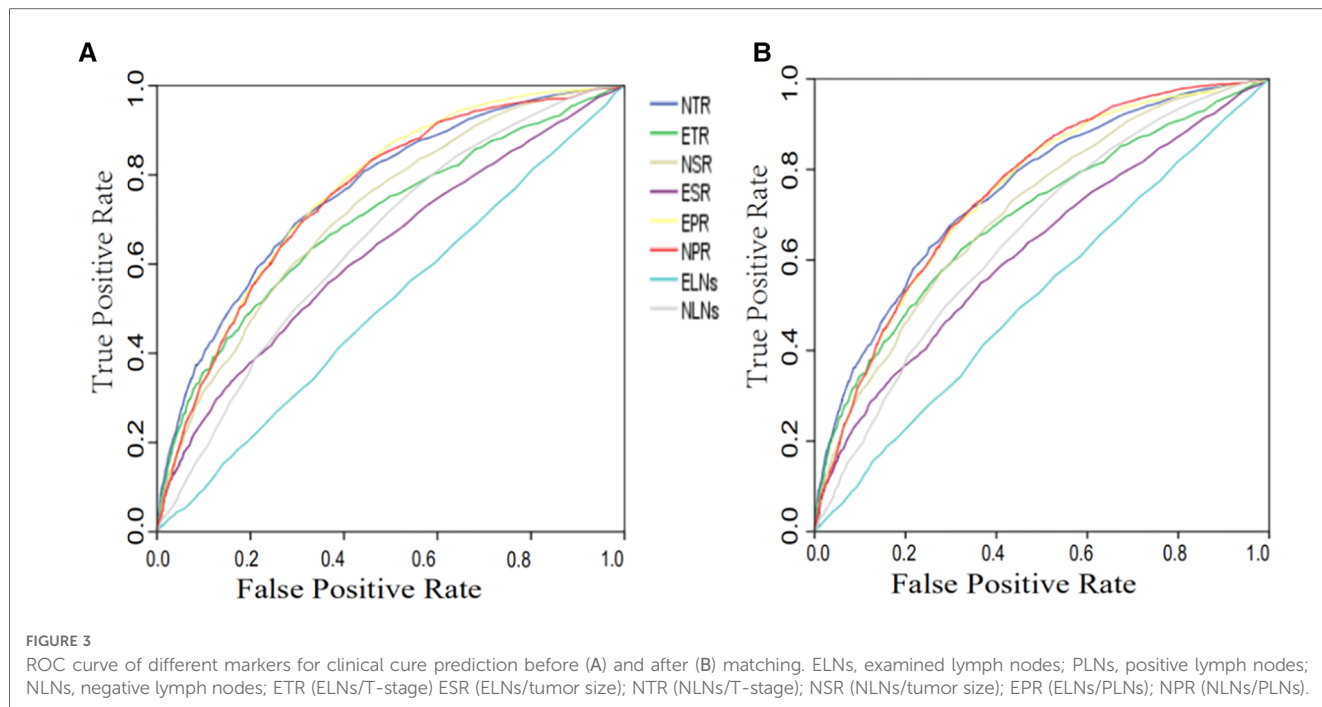 A
B
1.0
0.8
0.6
0.4
0.2
0.0
True Positive Rate
0.0
0.2
0.4
0.6
0.8
1.0
False Positive Rate
NTR
ETR
NSR
ESR
EPR
NPR
ELNs
NLNs
1.0
0.8
0.6
0.4
0.2
0.0
True Positive Rate
0.0
0.2
0.4
0.6
0.8
1.0
False Positive Rate
FIGURE 3
ROC curve of different markers for clinical cure prediction before (A) and after (B) matching. ELNs, examined lymph nodes; PLNs, positive lymph nodes;
NLNs, negative lymph nodes; ETR (ELNs/T-stage) ESR (ELNs/tumor size); NTR (NLNs/T-stage); NSR (NLNs/tumor size); EPR (ELNs/PLNs); NPR (NLNs/PLNs).